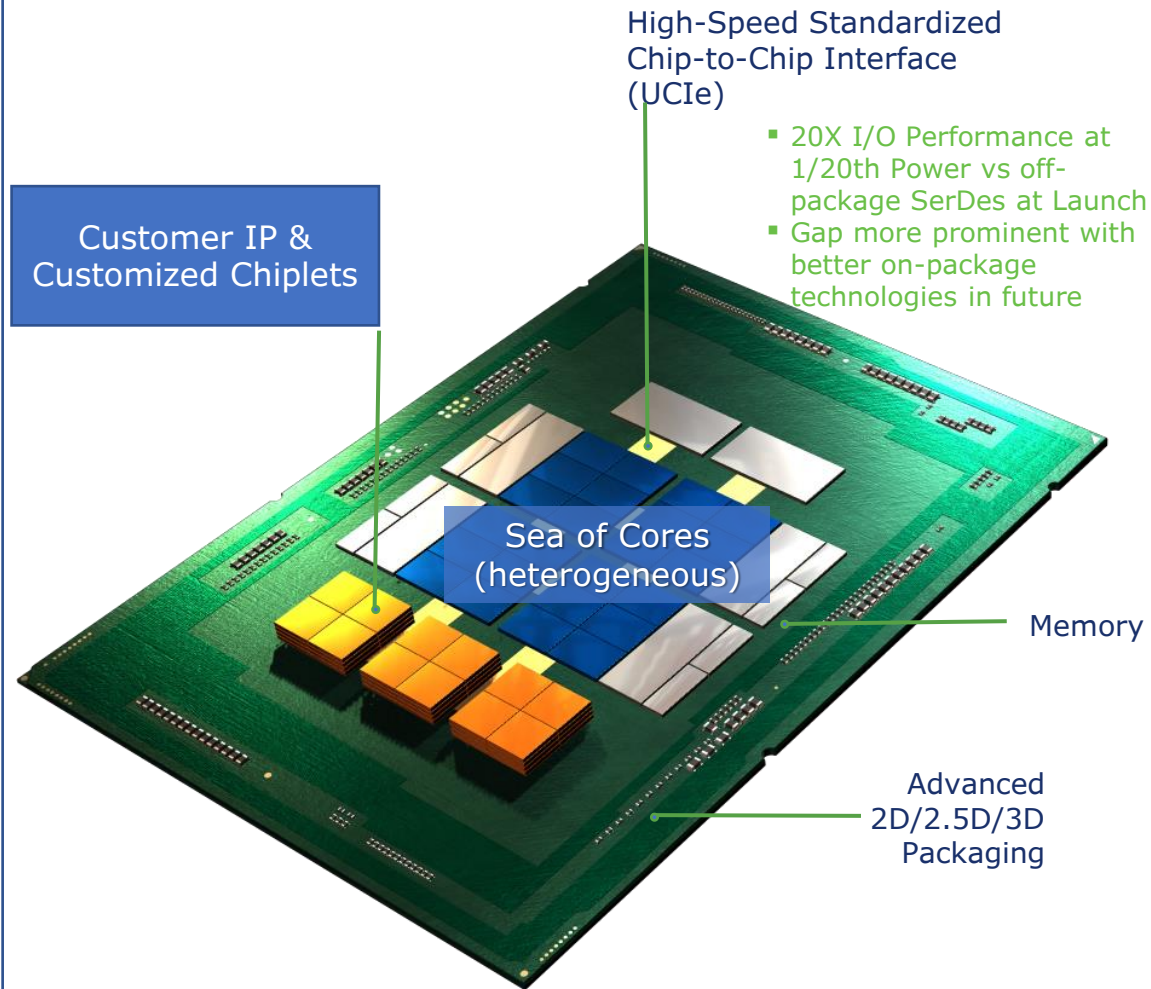 High-Speed Standardized
Chip-to-Chip Interface
(UCIe)
▪ 20X I/O Performance at
1/20th Power vs off-
package SerDes at Launch
▪ Gap more prominent with
better on-package
technologies in future
Customer IP &
Customized Chiplets
Sea of Cores
(heterogeneous)
Memory
Advanced
2D/2.5D/3D
Packaging